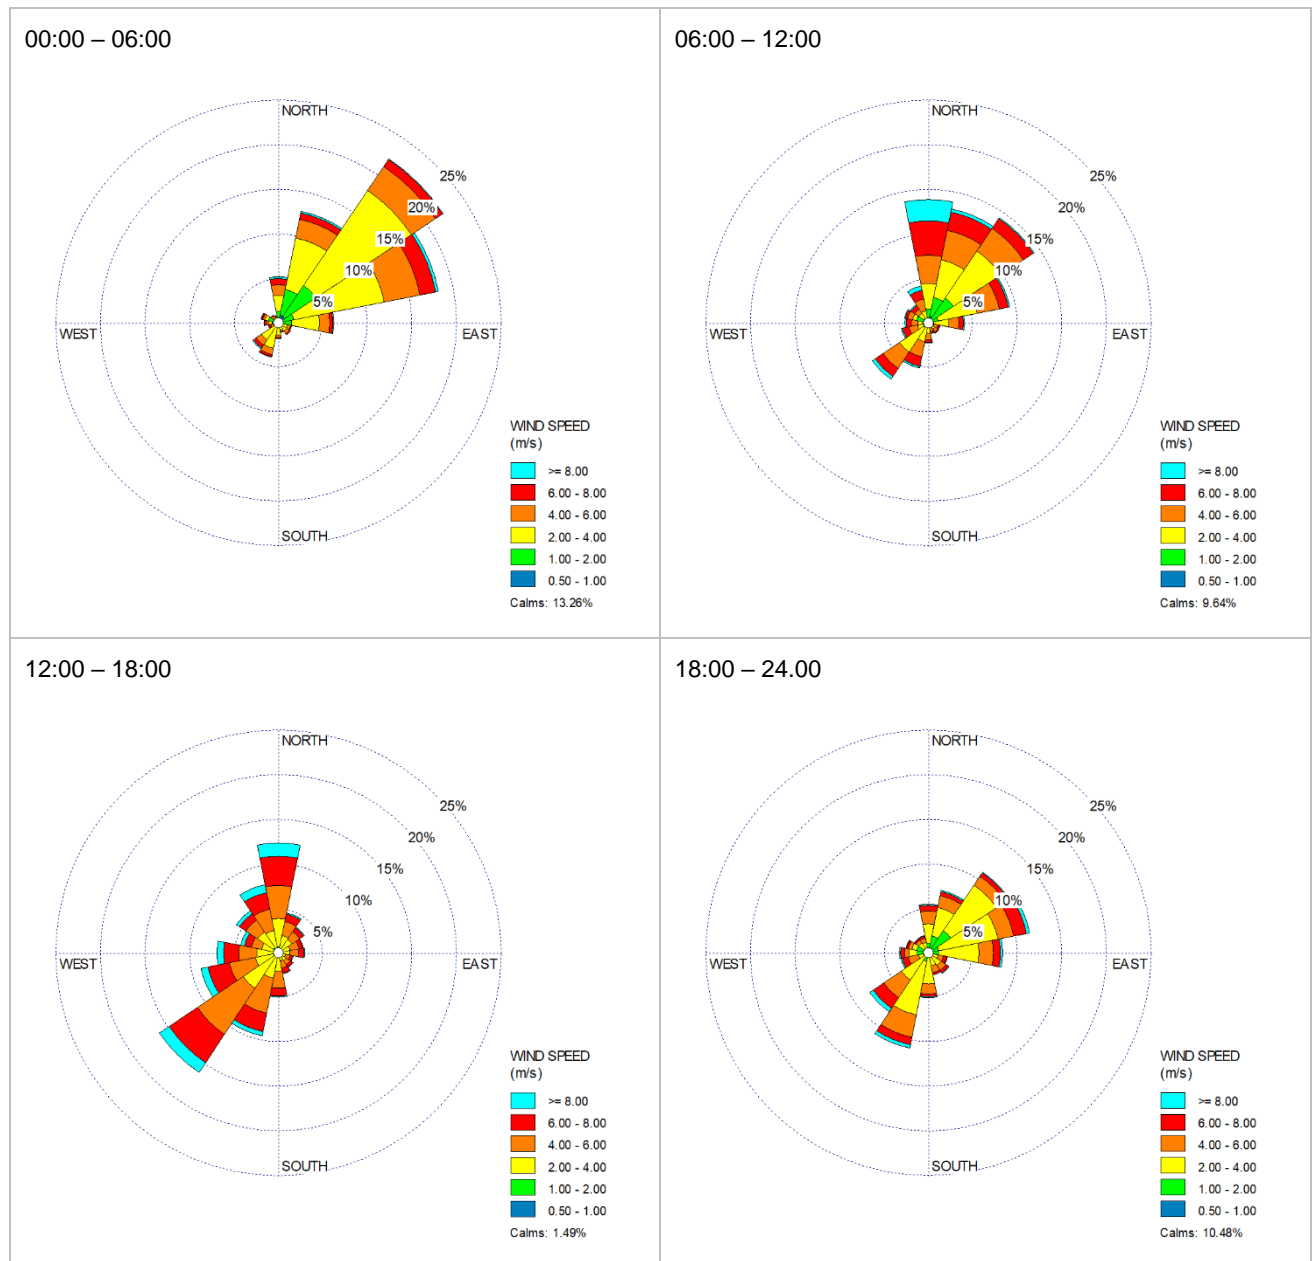 00:00 – 06:00
NORTH
25%
20%
15%
10%
5%
WEST
EAST
SOUTH
WIND SPEED
(m/s)
>= 8.00
6.00 - 8.00
4.00 - 6.00
2.00 - 4.00
1.00 - 2.00
0.50 - 1.00
Calms: 13.26%
06:00 – 12:00
NORTH
25%
20%
15%
10%
5%
WEST
EAST
SOUTH
WIND SPEED
(m/s)
>= 8.00
6.00 - 8.00
4.00 - 6.00
2.00 - 4.00
1.00 - 2.00
0.50 - 1.00
Calms: 9.64%
12:00 – 18:00
NORTH
25%
20%
15%
10%
5%
WEST
EAST
SOUTH
WIND SPEED
(m/s)
>= 8.00
6.00 - 8.00
4.00 - 6.00
2.00 - 4.00
1.00 - 2.00
0.50 - 1.00
Calms: 1.49%
18:00 – 24.00
NORTH
25%
20%
15%
10%
5%
WEST
EAST
SOUTH
WIND SPEED
(m/s)
>= 8.00
6.00 - 8.00
4.00 - 6.00
2.00 - 4.00
1.00 - 2.00
0.50 - 1.00
Calms: 10.48%